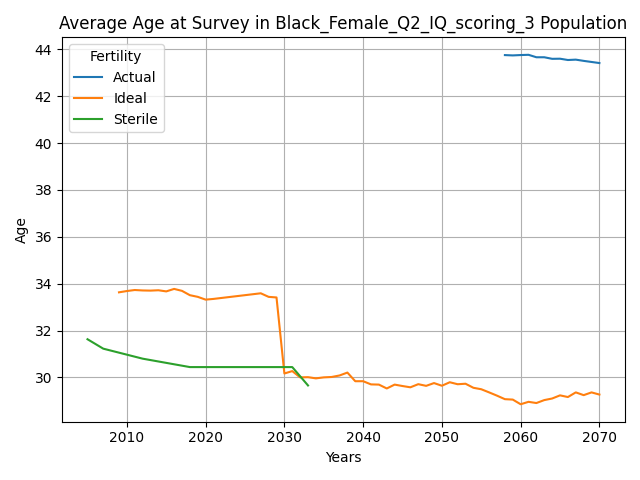 Average Age at Survey in Black_Female_Q2_IQ_scoring_3 Population
Fertility
Actual
Ideal
Sterile
Age
44
42
40
38
36
34
32
30
2010 2020 2030 2040 2050 2060 2070
Years